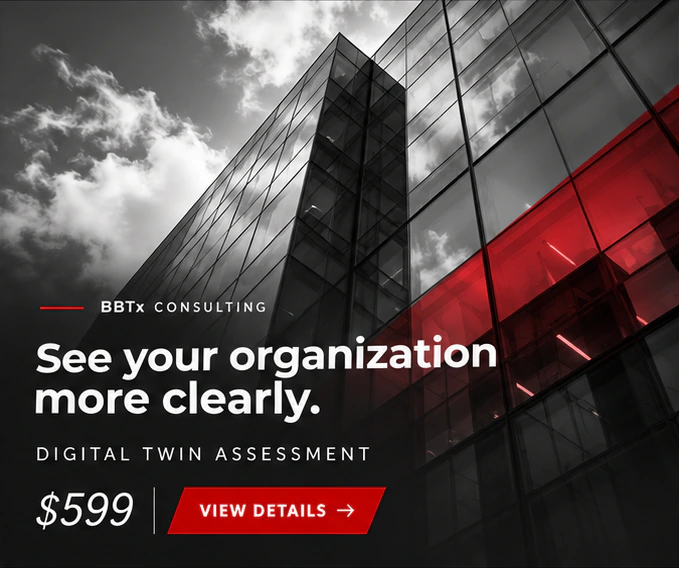 BBTx CONSULTING
See your organization
more clearly.
DIGITAL TWIN ASSESSMENT
$599
VIEW DETAILS →